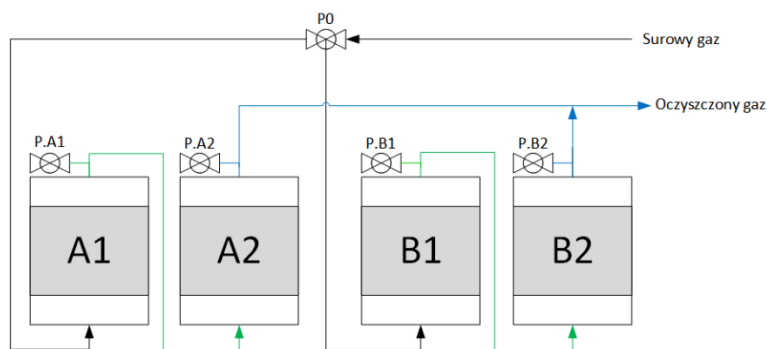 P0
Surowy gaz
Oczyszczony gaz
P.A1
P.A2
P.B1
P.B2
A1
A2
B1
B2